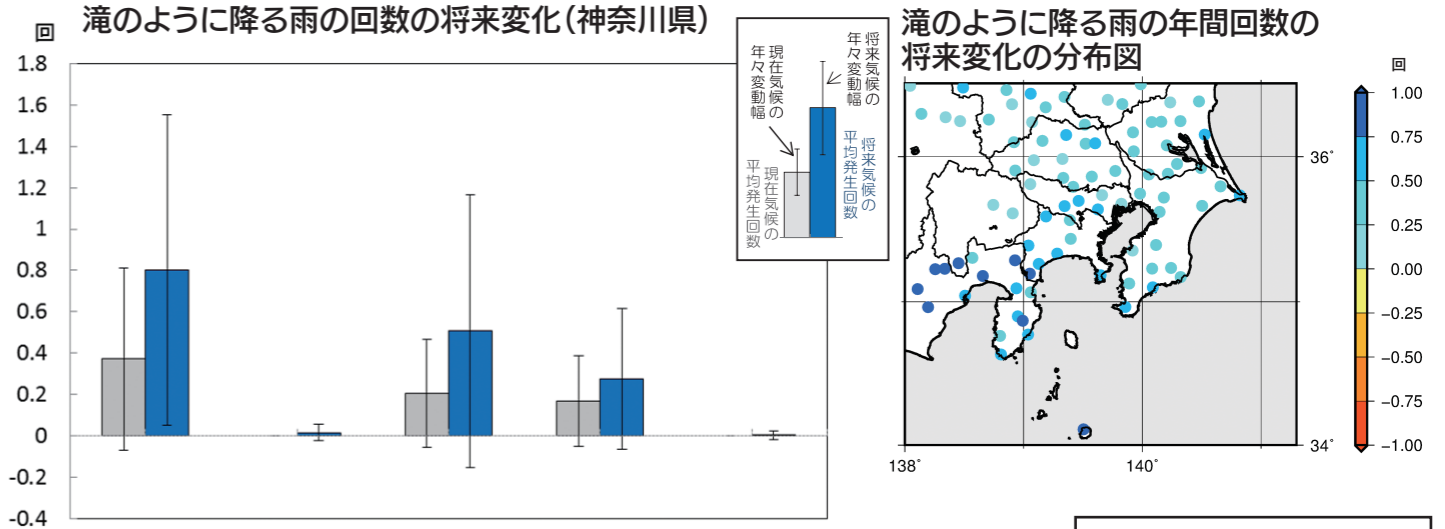 滝のように降る雨の回数の将来変化(神奈川県)
回
1.8
1.6
1.4
1.2
1
0.8
0.6
0.4
0.2
0
-0.2
-0.4
将来気候の
年々変動幅
現在気候の
年々変動幅
将来気候の
平均発生回数
現在気候の
平均発生回数
滝のように降る雨の年間回数の
将来変化の分布図
回
1.00
0.75
0.50
0.25
0.00
−0.25
−0.50
−0.75
−1.00
36°
34°
138°
140°